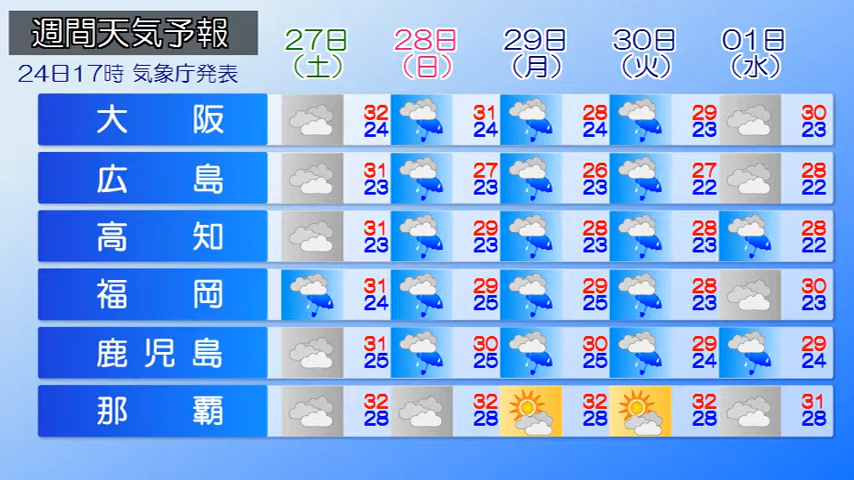 週間天気予報
24日17時 気象庁発表
27日 28日 29日 30日 01日
(土) (日) (月) (火) (水)
大阪 32 24 31 24 28 24 29 23 30 23
広島 31 23 27 23 26 23 27 22 28 22
高知 31 23 29 23 28 23 28 23 28 22
福岡 31 24 29 25 29 25 28 23 30 23
鹿児島 31 25 30 25 30 25 29 24 29 24
那覇 32 28 32 28 32 28 32 28 31 28